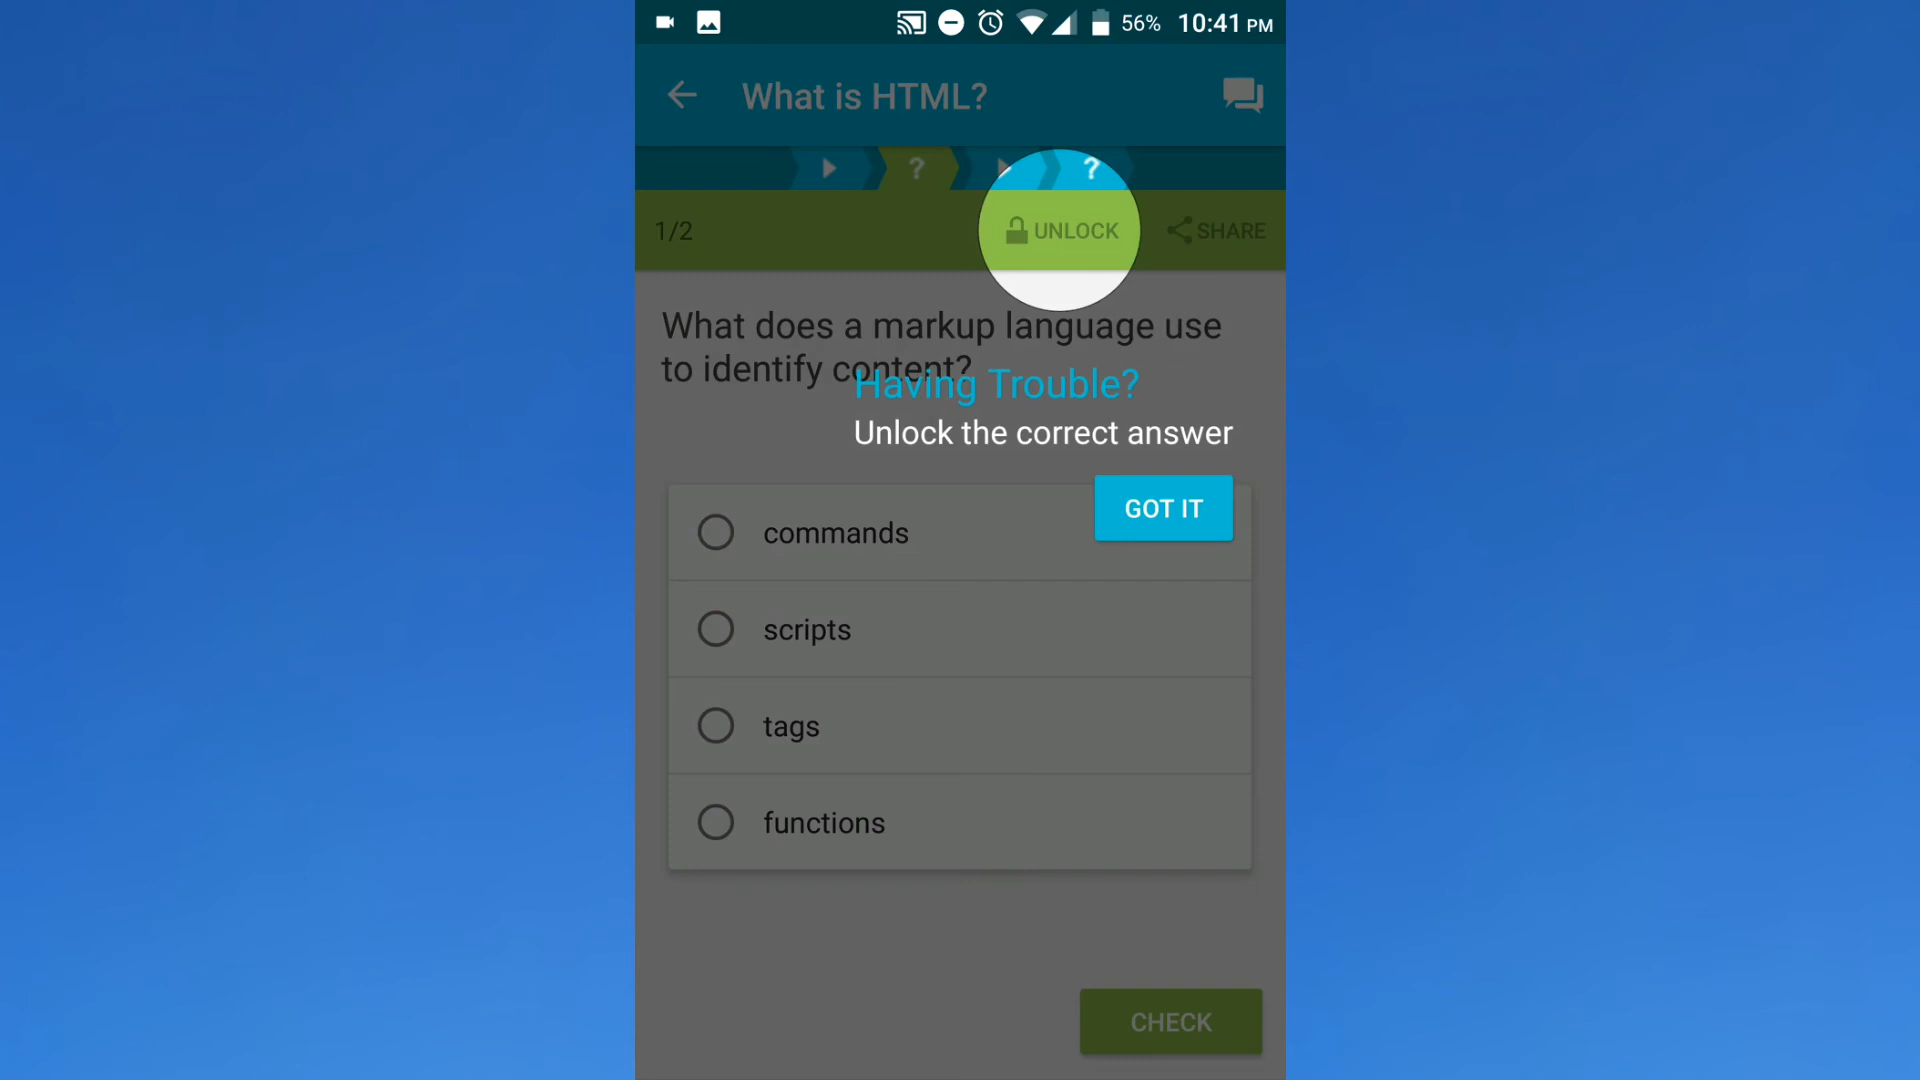 56% 10:41 PM
What is HTML?
? ?
1/2 UNLOCK SHARE
What does a markup language use
to identify content?
Having Trouble?
Unlock the correct answer
GOT IT
commands
scripts
tags
functions
CHECK